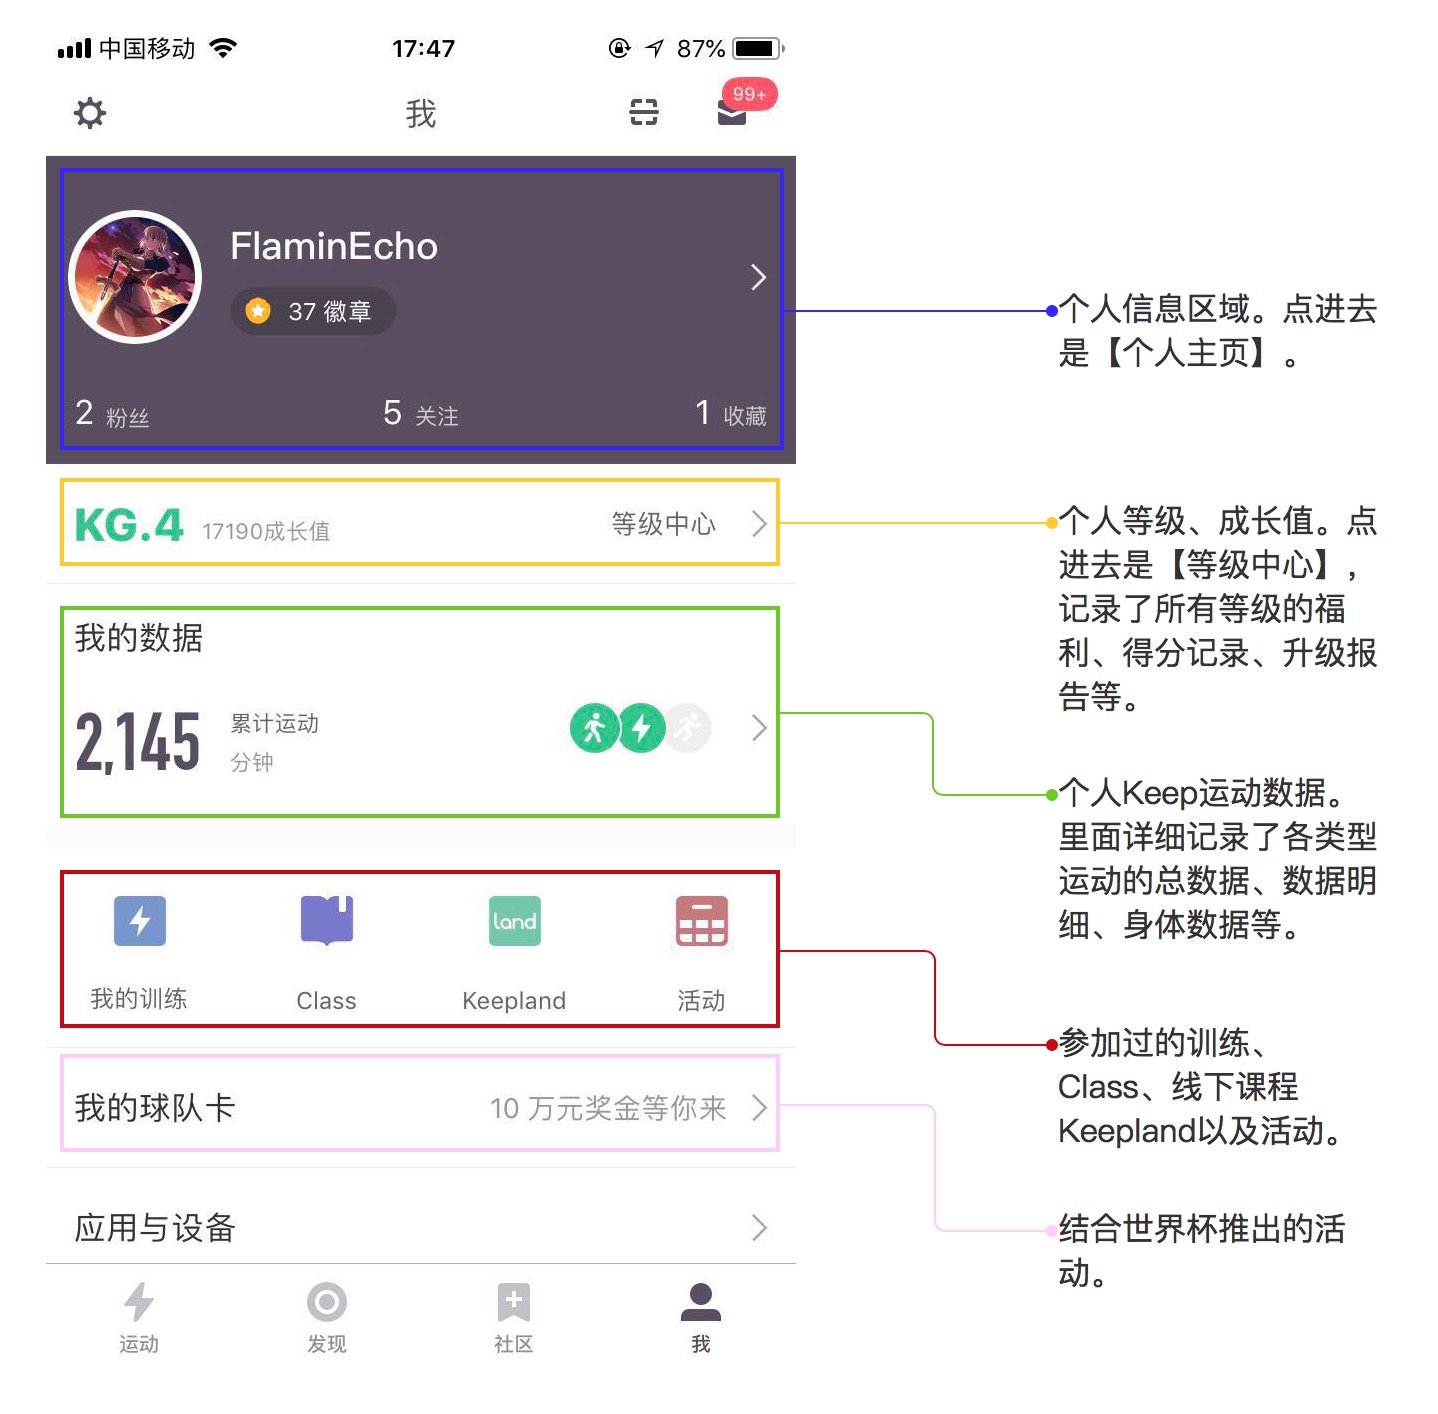 中国移动
17:47
87%
我
99+
FlaminEcho
37 徽章
2 粉丝
5 关注
1 收藏
个人信息区域。点进去
是【个人主页】。
KG.4 17190成长值
等级中心
个人等级、成长值。点
进去是【等级中心】，
记录了所有等级的福
利、得分记录、升级报
告等。
我的数据
2,145
累计运动
分钟
个人Keep运动数据。
里面详细记录了各类型
运动的总数据、数据明
细、身体数据等。
land
我的训练
Class
Keepland
活动
参加过的训练、
Class、线下课程
Keepland以及活动。
我的球队卡
10 万元奖金等你来
结合世界杯推出的活
动。
应用与设备
运动
发现
社区
我